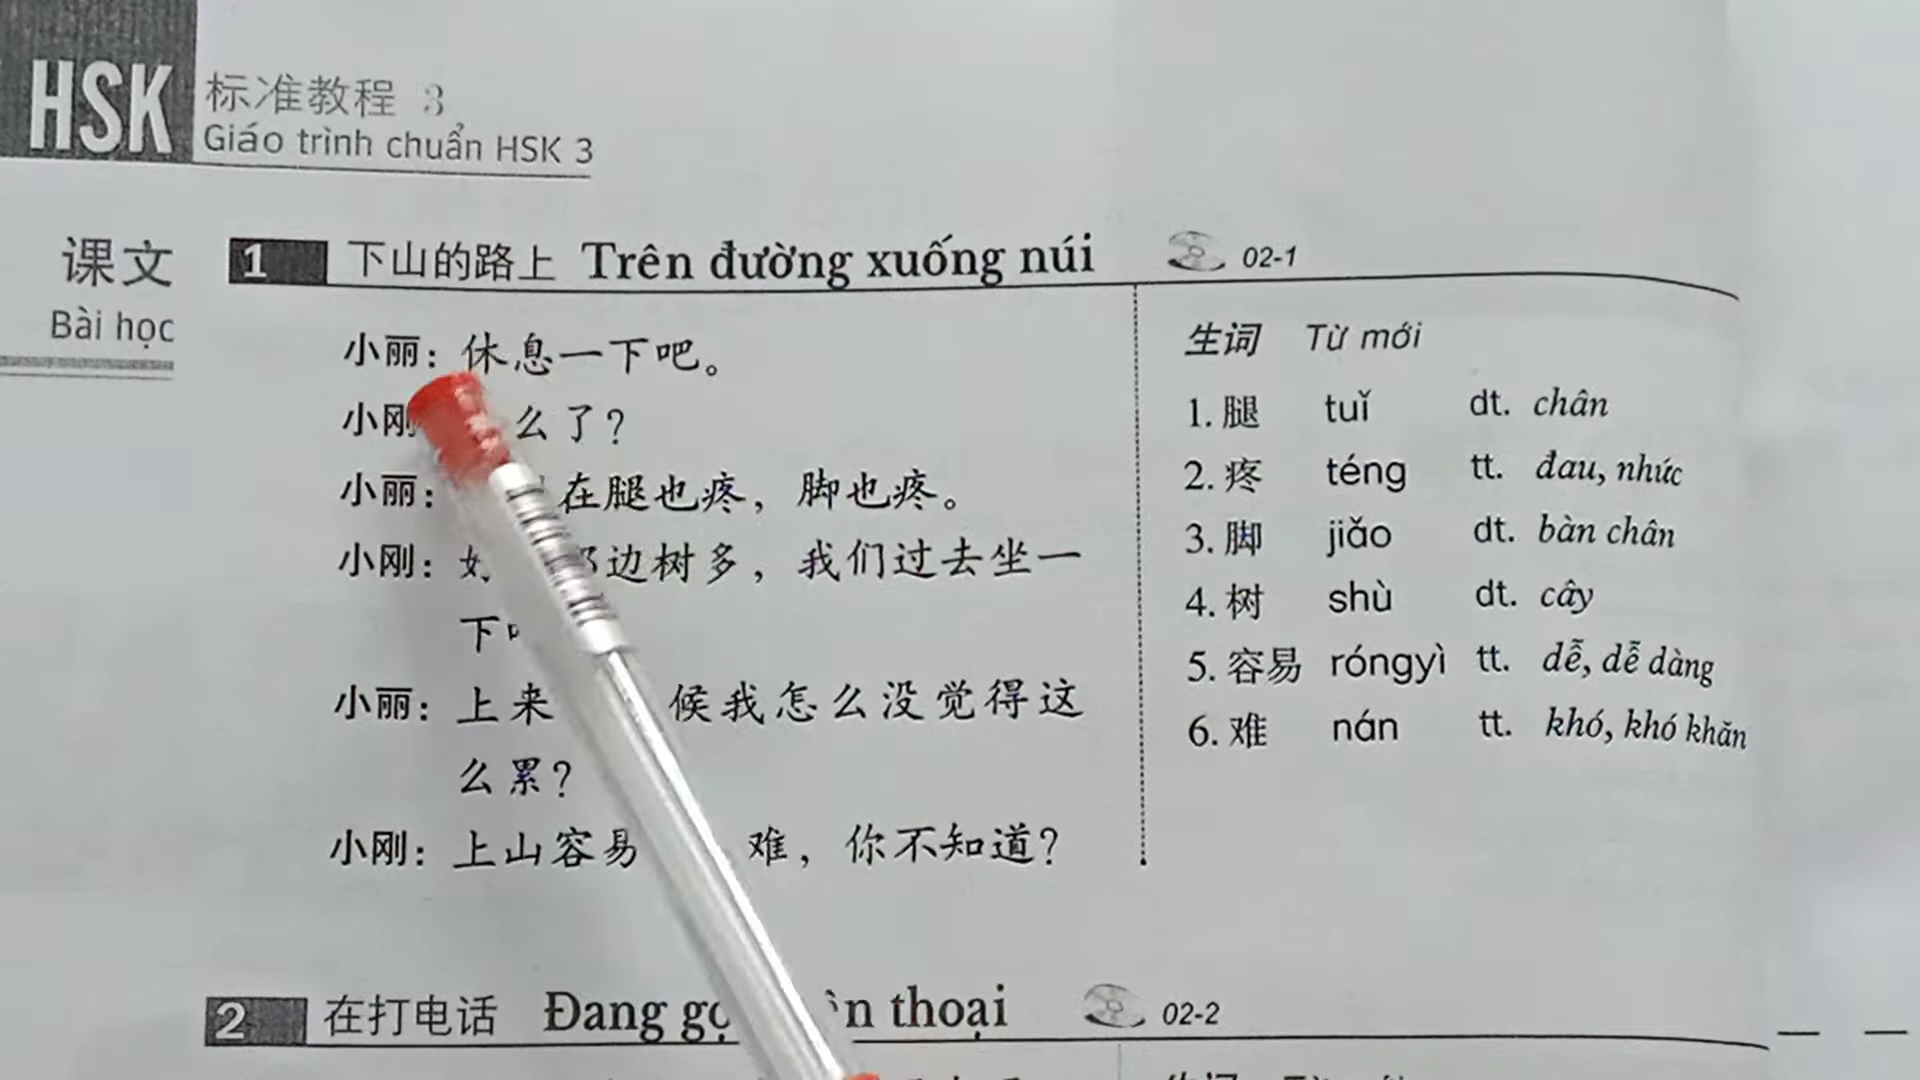 HSK 标准教程 3
Giáo trình chuẩn HSK 3
课文
Bài học
1 下山的路上 Trên đường xuống núi 02-1
小丽：休息一下吧。
小刚 么了？
小丽： 在腿也疼，脚也疼。
小刚： 边树多，我们过去坐一
下
小丽：上来 候我怎么没觉得这
么累？
小刚：上山容易 难，你不知道？
生词 Từ mới
1. 腿 tuǐ dt. chân
2. 疼 téng tt. đau, nhức
3. 脚 jiǎo dt. bàn chân
4. 树 shù dt. cây
5. 容易 róngyì tt. dễ, dễ dàng
6. 难 nán tt. khó, khó khăn
2 在打电话 Đang thoại 02-2